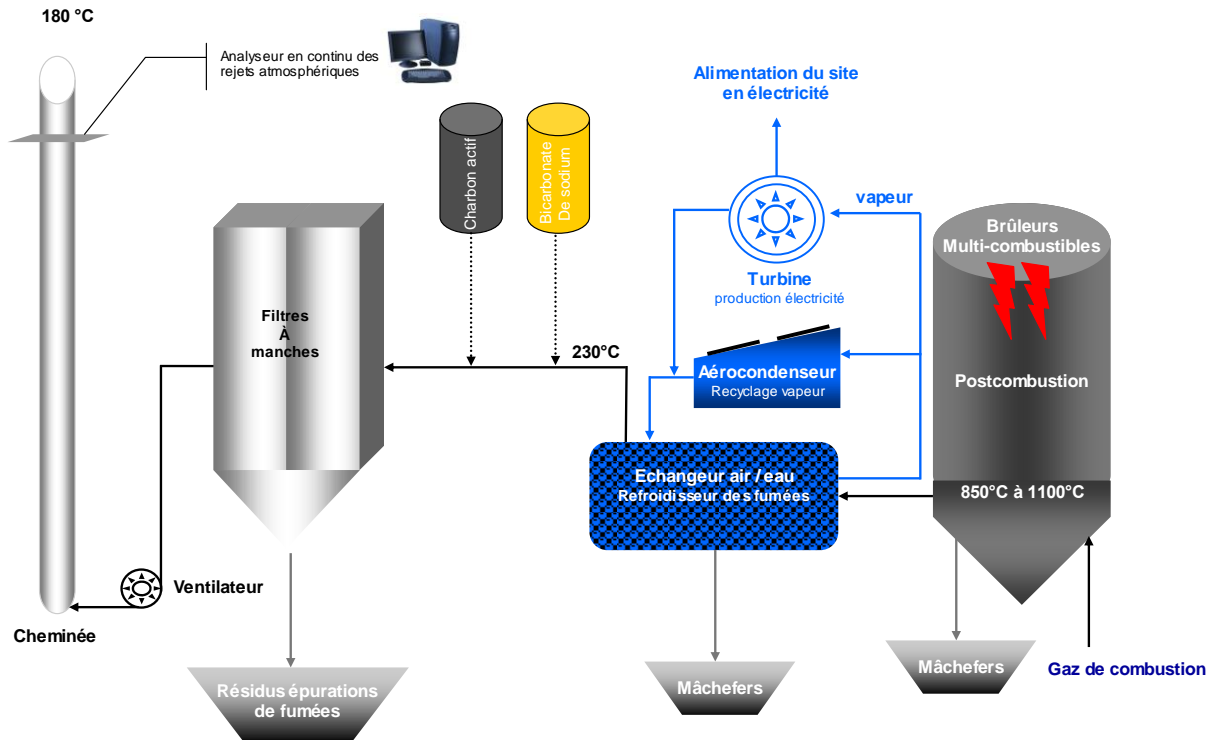 180 °C
Analyseur en continu des
rejets atmosphériques
Alimentation du site
en électricité
Charbon actif
Bicarbonate
De sodium
vapeur
Brûleurs
Multi-combustibles
Turbine
production électricité
Filtres
À
manches
230°C
Aérocondenseur
Recyclage vapeur
Postcombustion
Echangeur air / eau
Refroidisseur des fumées
850°C à 1100°C
Ventilateur
Cheminée
Résidus épurations
de fumées
Mâchefers
Mâchefers
Gaz de combustion